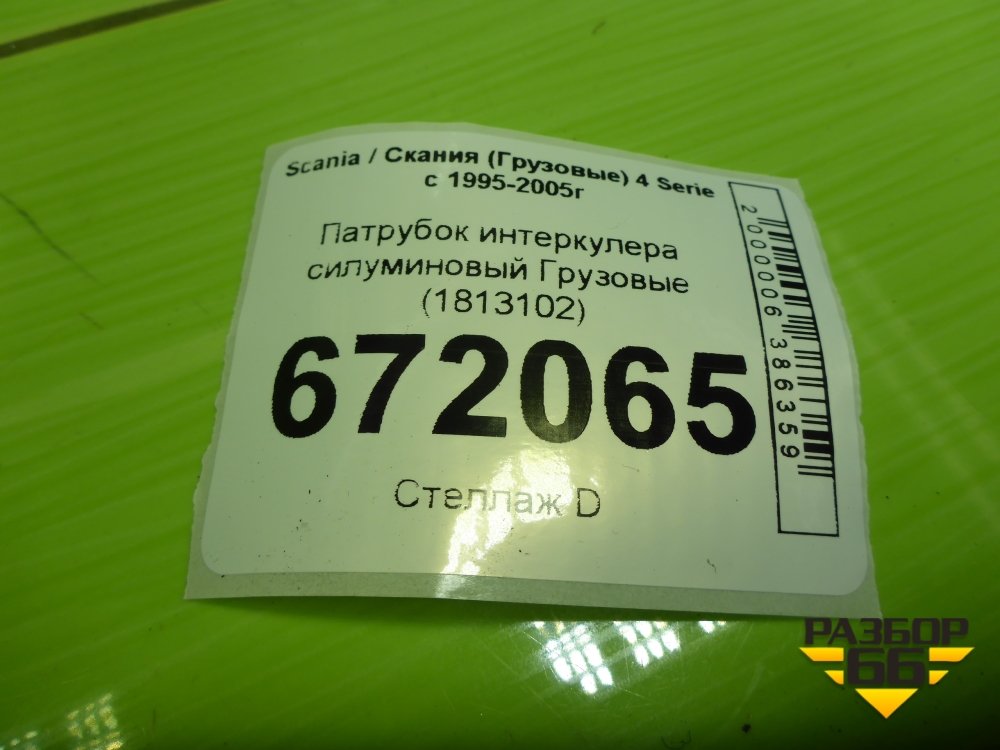 Scania / Скания (Грузовые) 4 Serie
с 1995-2005г
Патрубок интеркулера
силуминовый Грузовые
(1813102)
672065
Стеллаж D
2000006386359
РАЗБОР
66